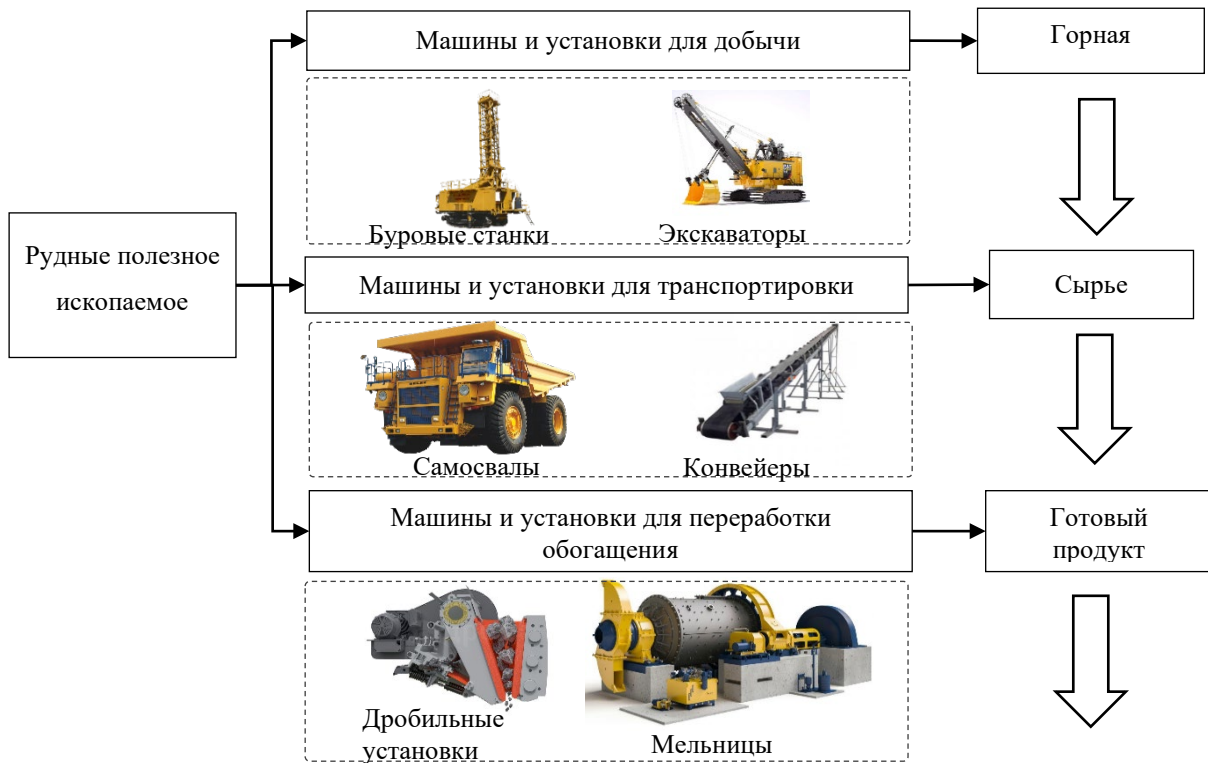 Машины и установки для добычи
Горная
Буровые станки
Экскаваторы
Рудные полезное
ископаемое
Машины и установки для транспортировки
Сырье
Самосвалы
Конвейеры
Машины и установки для переработки
обогащения
Готовый
продукт
Дробильные
установки
Мельницы